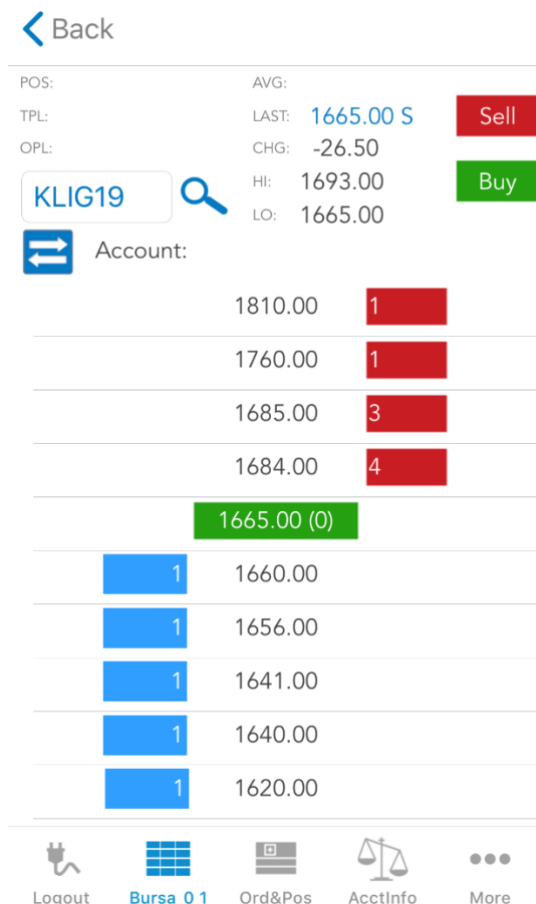 Back
POS:
AVG:
TPL:
LAST: 1665.00 S
Sell
OPL:
CHG: -26.50
KLIG19
HI: 1693.00
Buy
LO: 1665.00
Account:
1810.00 1
1760.00 1
1685.00 3
1684.00 4
1665.00 (0)
1 1660.00
1 1656.00
1 1641.00
1 1640.00
1 1620.00
Logout Bursa 0 1 Ord&Pos AcctInfo More